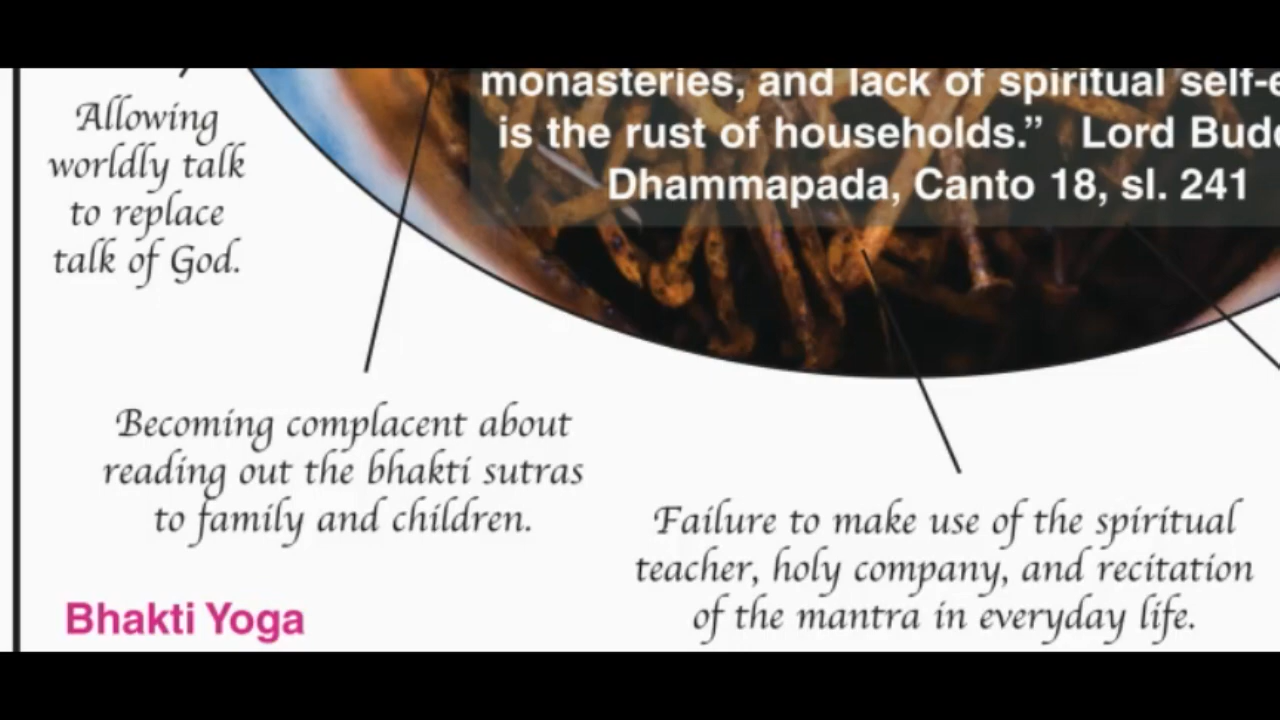 monasteries, and lack of spiritual self-e
is the rust of households.” Lord Budd
Dhammapada, Canto 18, sl. 241
Allowing
worldly talk
to replace
talk of God.
Becoming complacent about
reading out the bhakti sutras
to family and children.
Failure to make use of the spiritual
teacher, holy company, and recitation
of the mantra in everyday life.
Bhakti Yoga